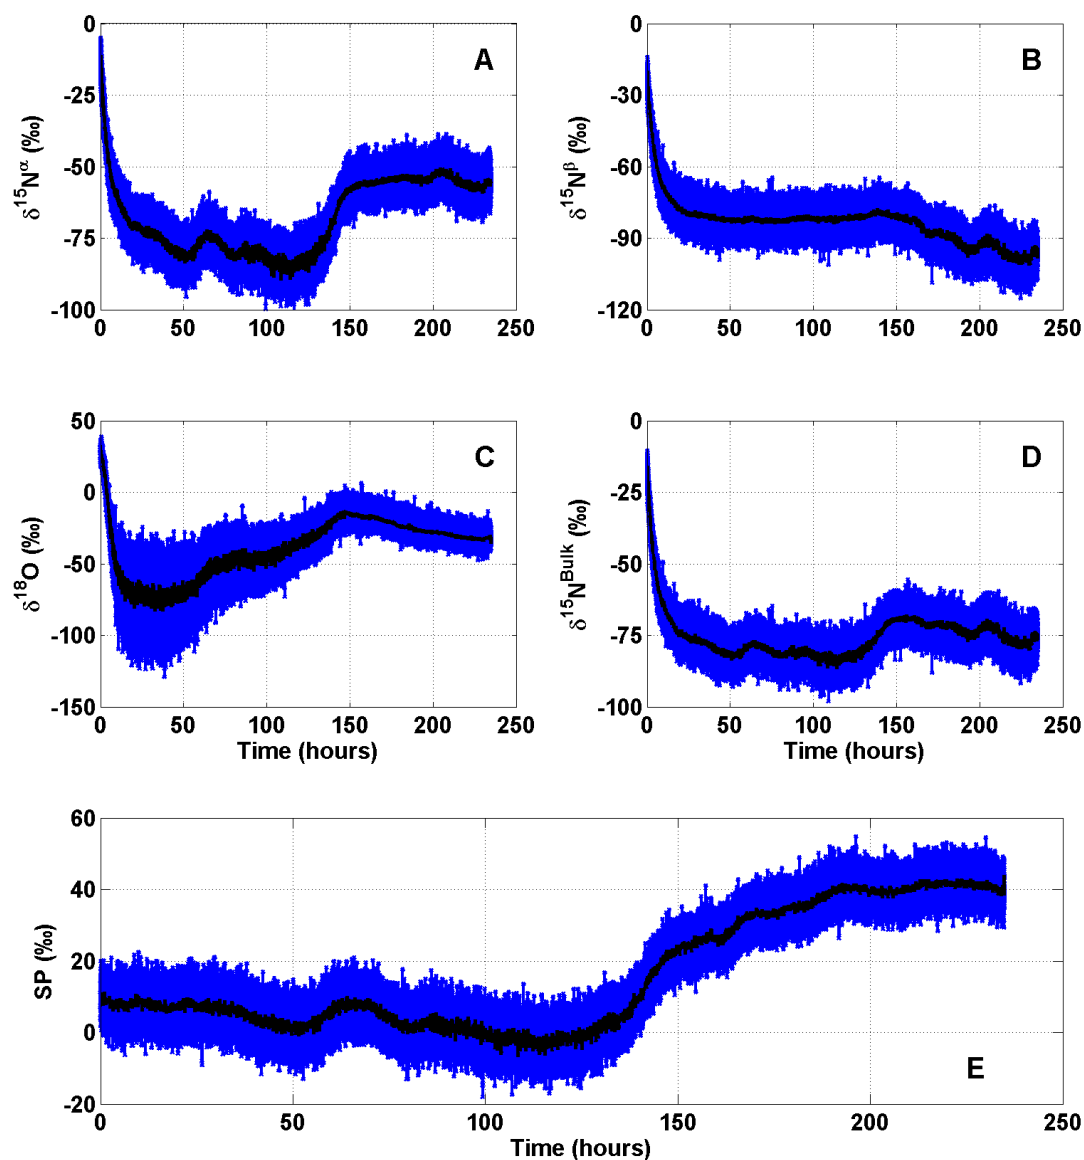 0
-25
-50
-75
-100
δ15Nα (‰)
A
0 50 100 150 200 250
0
-30
-60
-90
-120
δ15Nβ (‰)
B
0 50 100 150 200 250
50
0
-50
-100
-150
δ18O (‰)
C
0 50 100 150 200 250
Time (hours)
0
-25
-50
-75
-100
δ15NBulk (‰)
D
0 50 100 150 200 250
Time (hours)
60
40
20
0
-20
SP (‰)
E
0 50 100 150 200 250
Time (hours)